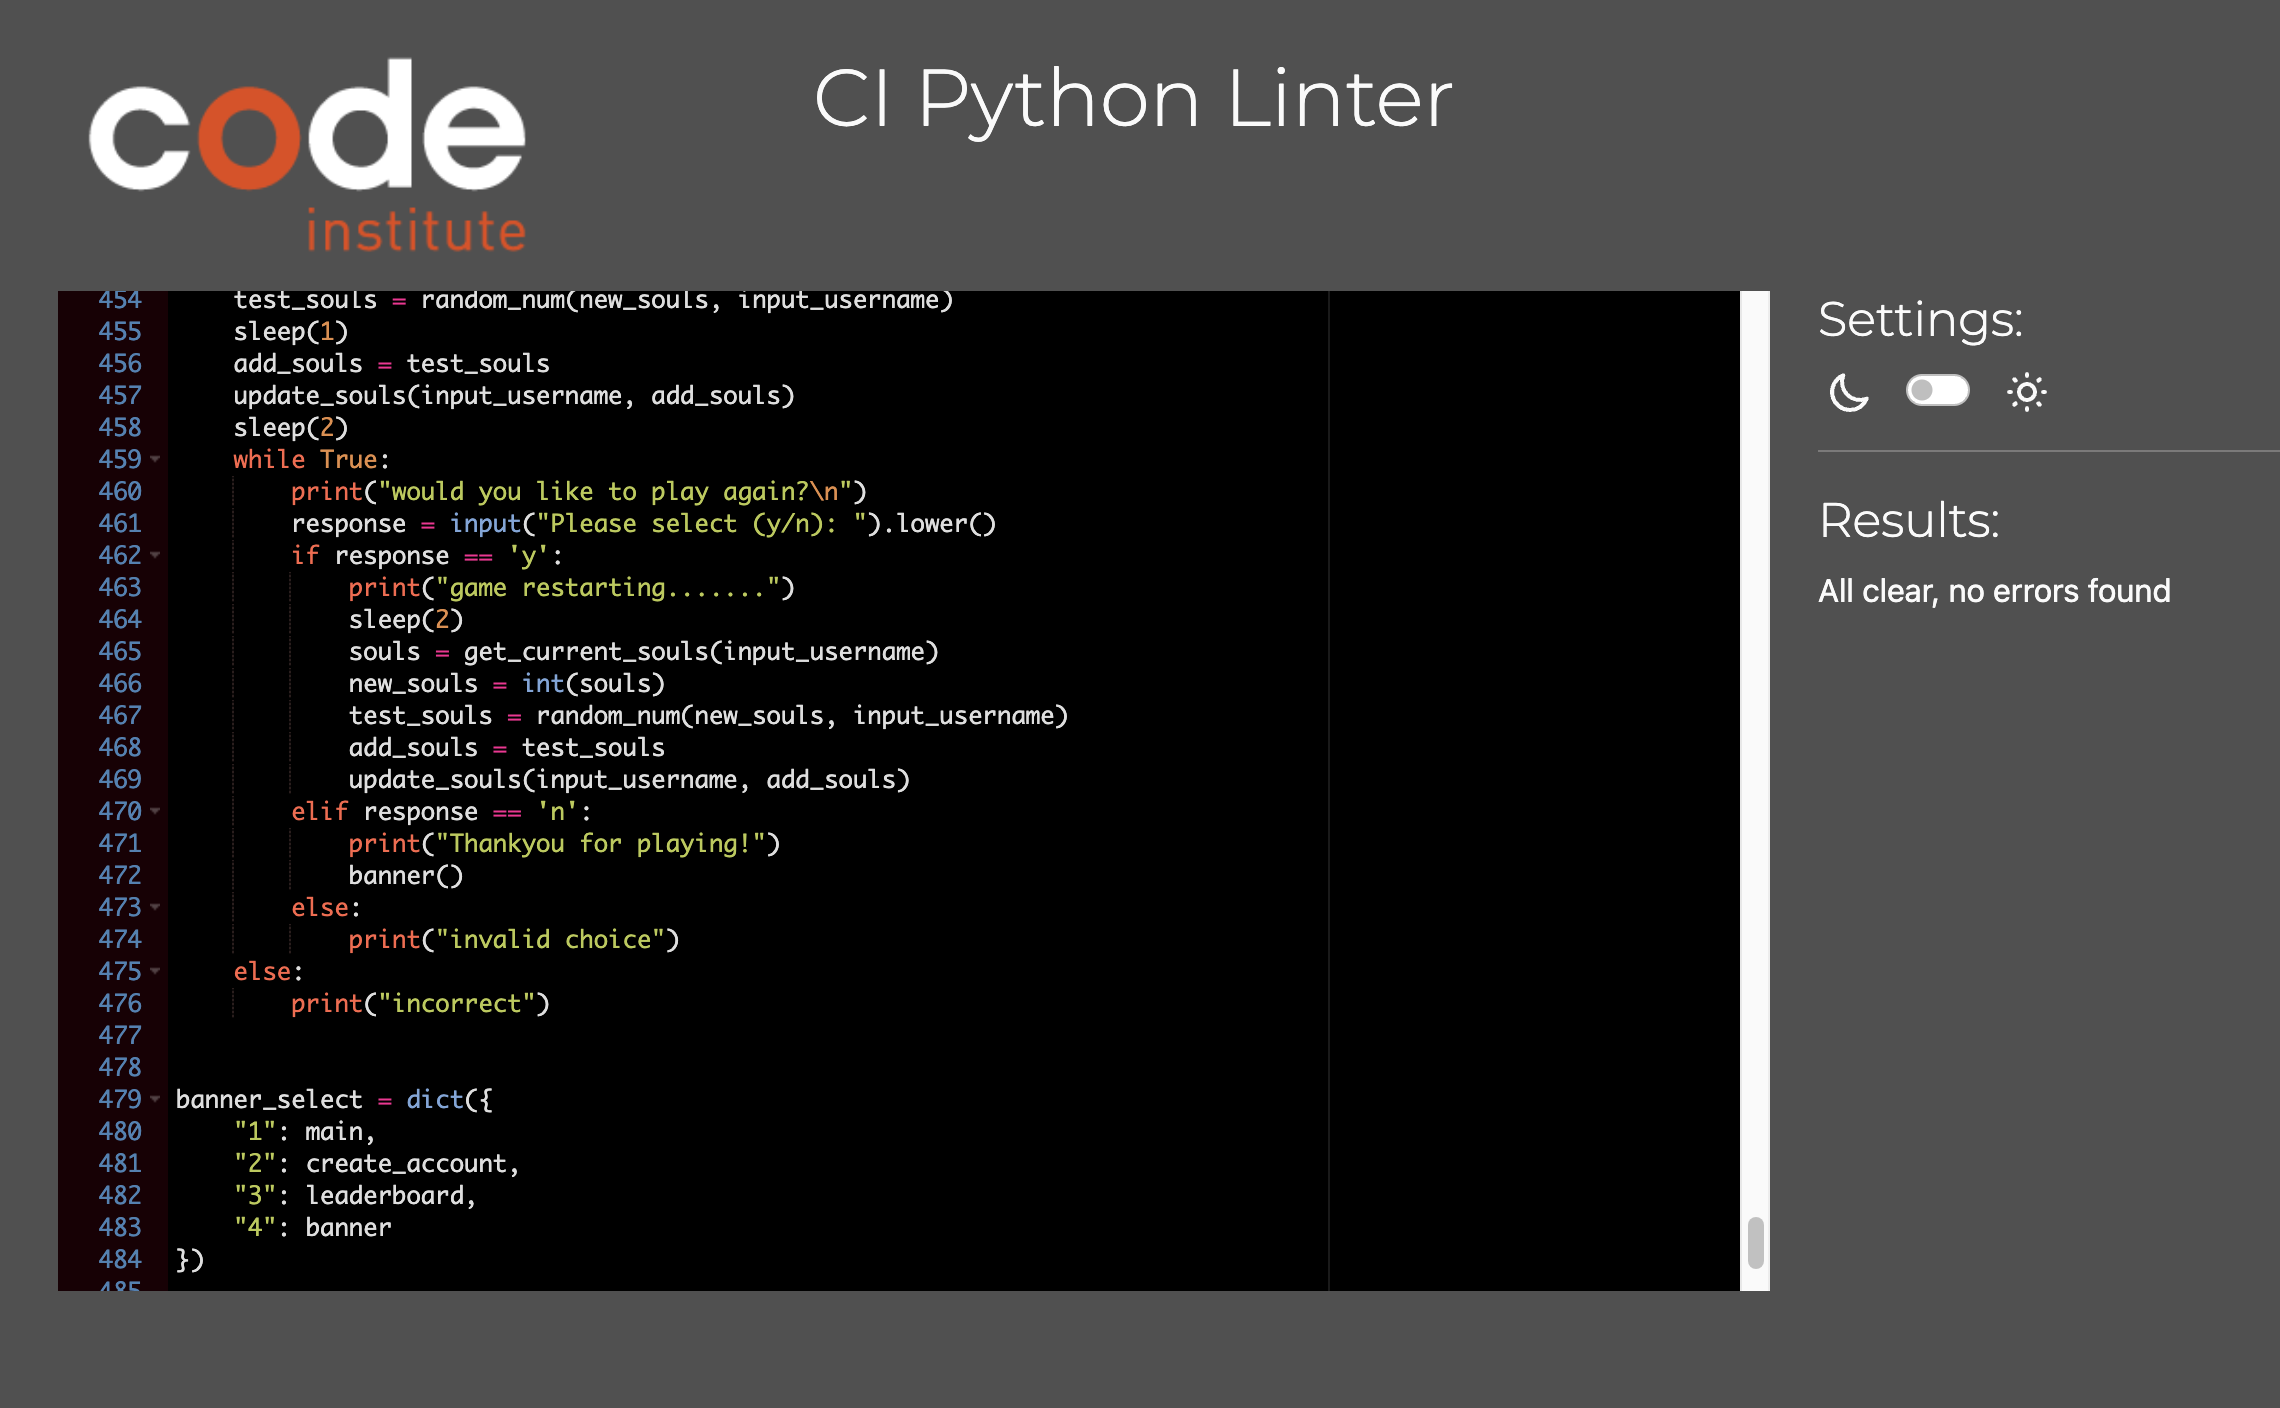 code
institute
CI Python Linter
454     test_souls = random_num(new_souls, input_username)
455     sleep(1)
456     add_souls = test_souls
457     update_souls(input_username, add_souls)
458     sleep(2)
459     while True:
460         print("would you like to play again?\n")
461         response = input("Please select (y/n): ").lower()
462         if response == 'y':
463             print("game restarting.......")
464             sleep(2)
465             souls = get_current_souls(input_username)
466             new_souls = int(souls)
467             test_souls = random_num(new_souls, input_username)
468             add_souls = test_souls
469             update_souls(input_username, add_souls)
470         elif response == 'n':
471             print("Thankyou for playing!")
472             banner()
473         else:
474             print("invalid choice")
475     else:
476         print("incorrect")
477
478
479 banner_select = dict({
480     "1": main,
481     "2": create_account,
482     "3": leaderboard,
483     "4": banner
484 })
485
Settings:
Results:
All clear, no errors found